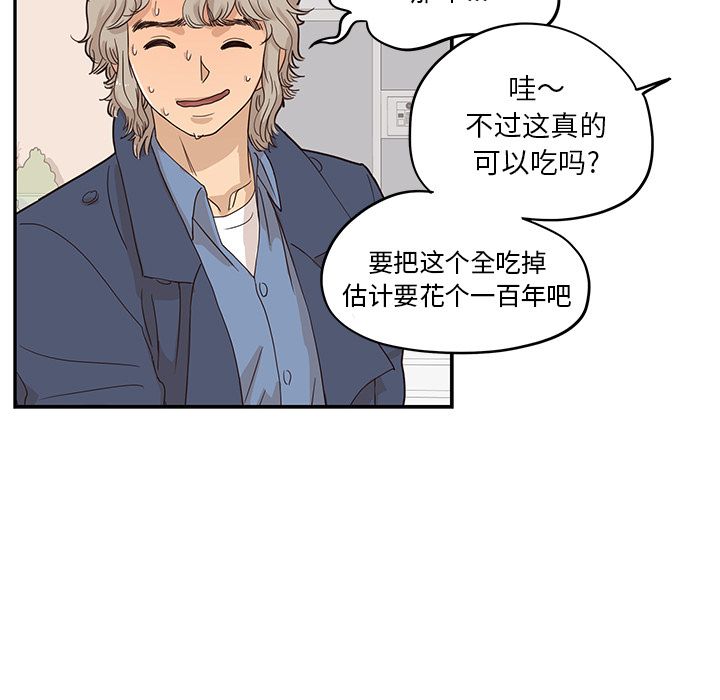 哇～
不过这真的
可以吃吗?
要把这个全吃掉
估计要花个一百年吧